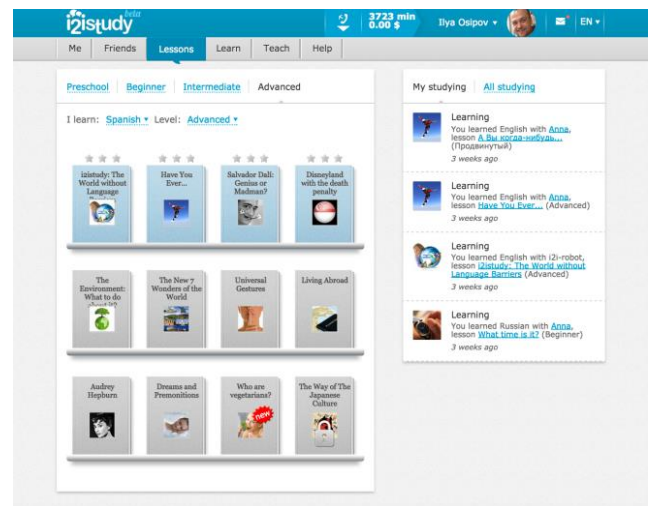 i2istudy beta
3723 min
0.00 $
Ilya Osipov
EN
Me Friends Lessons Learn Teach Help
Preschool Beginner Intermediate Advanced
I learn: Spanish Level: Advanced
i2istudy: The World without Language
Have You Ever...
Salvador Dali: Genius or Madman?
Disneyland with the death penalty
The Environment: What to do
The New 7 Wonders of the World
Universal Gestures
Living Abroad
Audrey Hepburn
Dreams and Premonitions
Who are vegetarians?
new
The Way of The Japanese Culture
My studying All studying
Learning
You learned English with Anna,
lesson А Вы когда-нибудь...
(Продвинутый)
3 weeks ago
Learning
You learned English with Anna,
lesson Have You Ever... (Advanced)
3 weeks ago
Learning
You learned English with i2i-robot,
lesson i2istudy: The World without
Language Barriers (Advanced)
3 weeks ago
Learning
You learned Russian with Anna,
lesson What time is it? (Beginner)
3 weeks ago